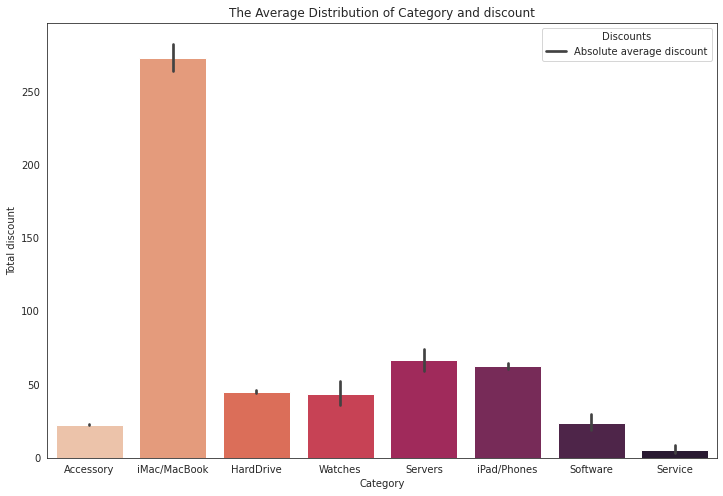 The Average Distribution of Category and discount
Discounts
Absolute average discount
Total discount
250
200
150
100
50
0
Accessory iMac/MacBook HardDrive Watches Servers iPad/Phones Software Service
Category